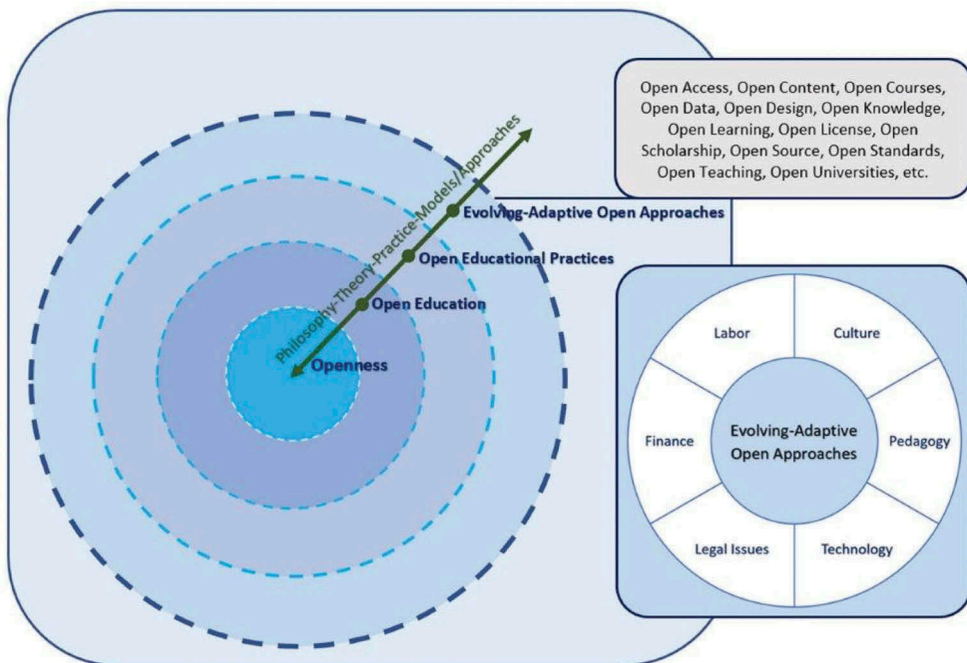 Open Access, Open Content, Open Courses,
Open Data, Open Design, Open Knowledge,
Open Learning, Open License, Open
Scholarship, Open Source, Open Standards,
Open Teaching, Open Universities, etc.
Philosophy-Theory-Practice-Models/Approaches
Evolving-Adaptive Open Approaches
Open Educational Practices
Open Education
Openness
Labor
Culture
Finance
Evolving-Adaptive
Open Approaches
Pedagogy
Legal Issues
Technology